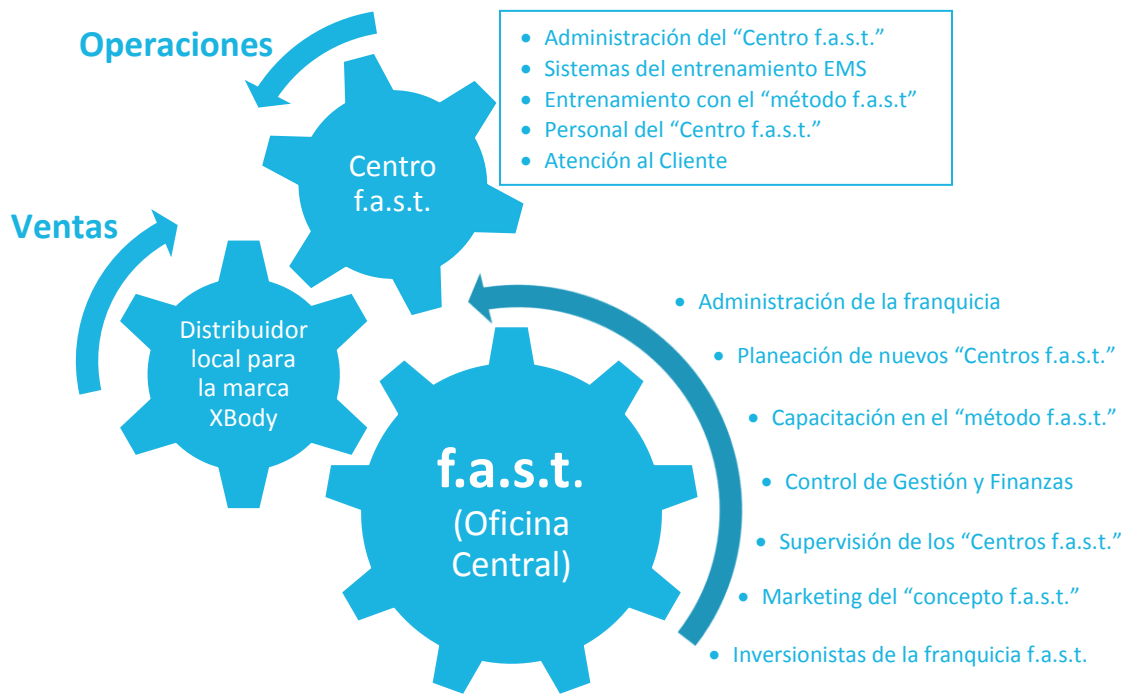 Operaciones
• Administración del “Centro f.a.s.t.”
• Sistemas del entrenamiento EMS
• Entrenamiento con el “método f.a.s.t”
• Personal del “Centro f.a.s.t.”
• Atención al Cliente
Centro
f.a.s.t.
Ventas
Distribuidor
local para
la marca
XBody
f.a.s.t.
(Oficina
Central)
• Administración de la franquicia
• Planeación de nuevos “Centros f.a.s.t.”
• Capacitación en el “método f.a.s.t.”
• Control de Gestión y Finanzas
• Supervisión de los “Centros f.a.s.t.”
• Marketing del “concepto f.a.s.t.”
• Inversionistas de la franquicia f.a.s.t.